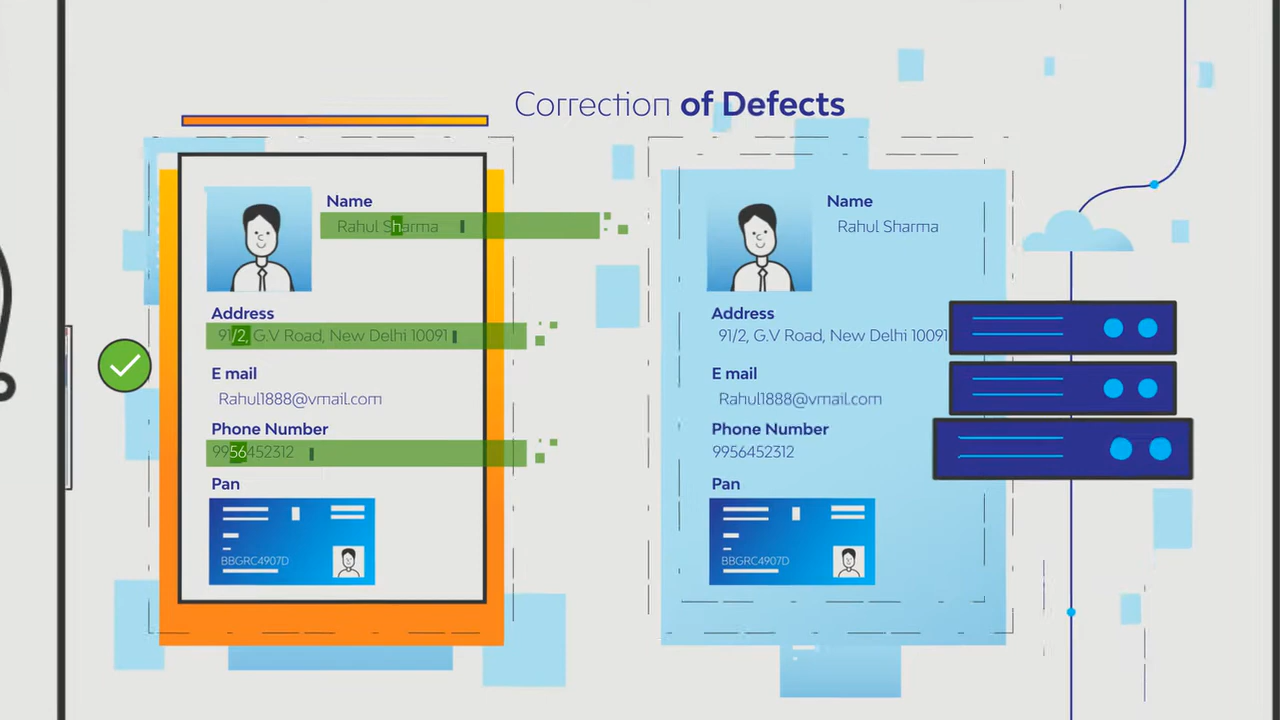 Correction of Defects
Name
Rahul Sharma
Address
91/2, G.V Road, New Delhi 10091
E mail
Rahul1888@vmail.com
Phone Number
9956452312
Pan
BBGRC4907D
Name
Rahul Sharma
Address
91/2, G.V Road, New Delhi 10091
E mail
Rahul1888@vmail.com
Phone Number
9956452312
Pan
BBGRC4907D